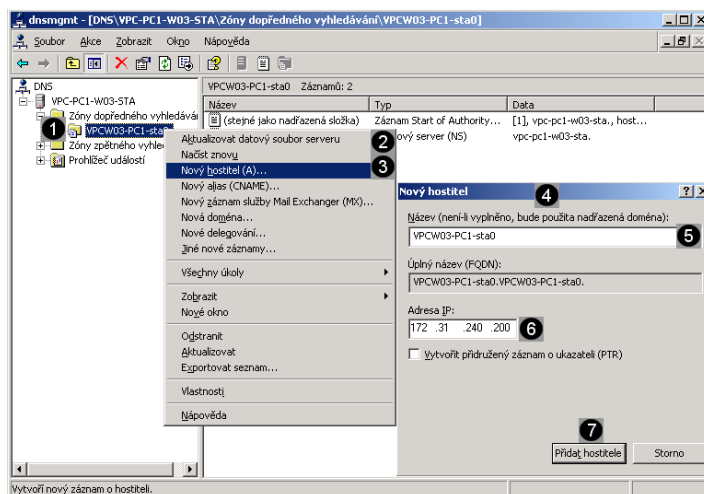 dnsmgmt - [DNS\VPC-PC1-W03-STA\Zóny dopředného vyhledávání\VPCW03-PC1-sta0]
Soubor Akce Zobrazit Okno Nápověda
DNS
VPC-PC1-W03-STA
Zóny dopředného vyhledává
1
VPCW03-PC1-sta0
Zóny zpětného vyhle
Prohlížeč událostí
VPCW03-PC1-sta0 Záznamů: 2
Název Typ Data
(stejné jako nadřazená složka) Záznam Start of Authority... [1], vpc-pc1-w03-sta., host...
ový server (NS) vpc-pc1-w03-sta.
2
Aktualizovat datový soubor serveru
Načíst znovu
Nový hostitel (A)... 3
Nový alias (CNAME)...
Nový záznam služby Mail Exchanger (MX)...
Nová doména...
Nové delegování...
Jiné nové záznamy...
Všechny úkoly
Zobrazit
Nové okno
Odstranit
Aktualizovat
Exportovat seznam...
Vlastnosti
Nápověda
Nový hostitel 4
Název (není-li vyplněno, bude použita nadřazená doména):
VPCW03-PC1-sta0 5
Úplný název (FQDN):
VPCW03-PC1-sta0.VPCW03-PC1-sta0.
Adresa IP:
172 .31 .240 .200 6
Vytvořit přidružený záznam o ukazateli (PTR)
7
Přidat hostitele Storno
Vytvoří nový záznam o hostiteli.